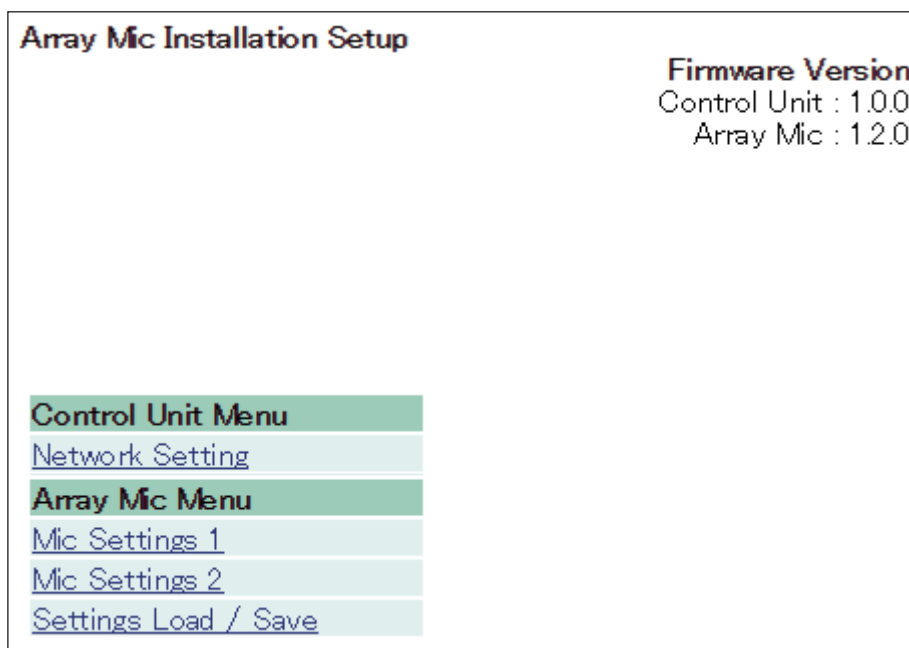 Array Mic Installation Setup
Firmware Version
Control Unit : 1.0.0
Array Mic : 1.2.0
Control Unit Menu
Network Setting
Array Mic Menu
Mic Settings 1
Mic Settings 2
Settings Load / Save